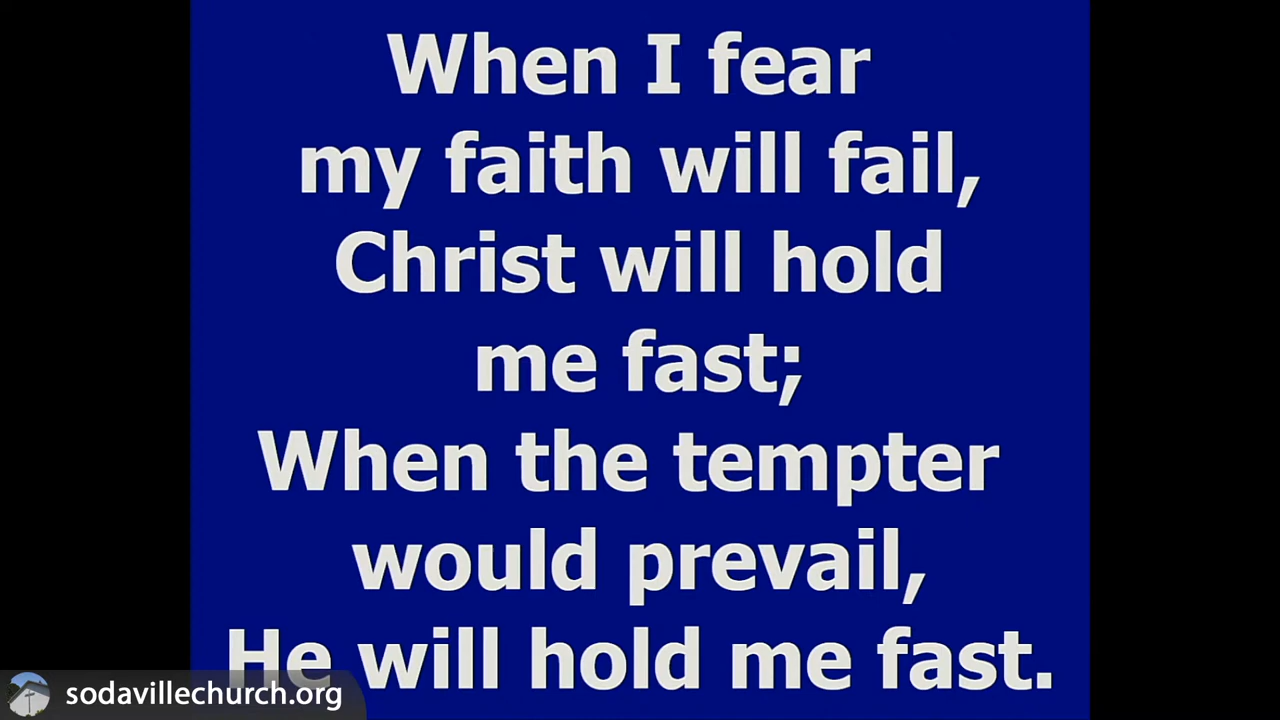 When I fear
my faith will fail,
Christ will hold
me fast;
When the tempter
would prevail,
He will hold me fast.
sodavillechurch.org